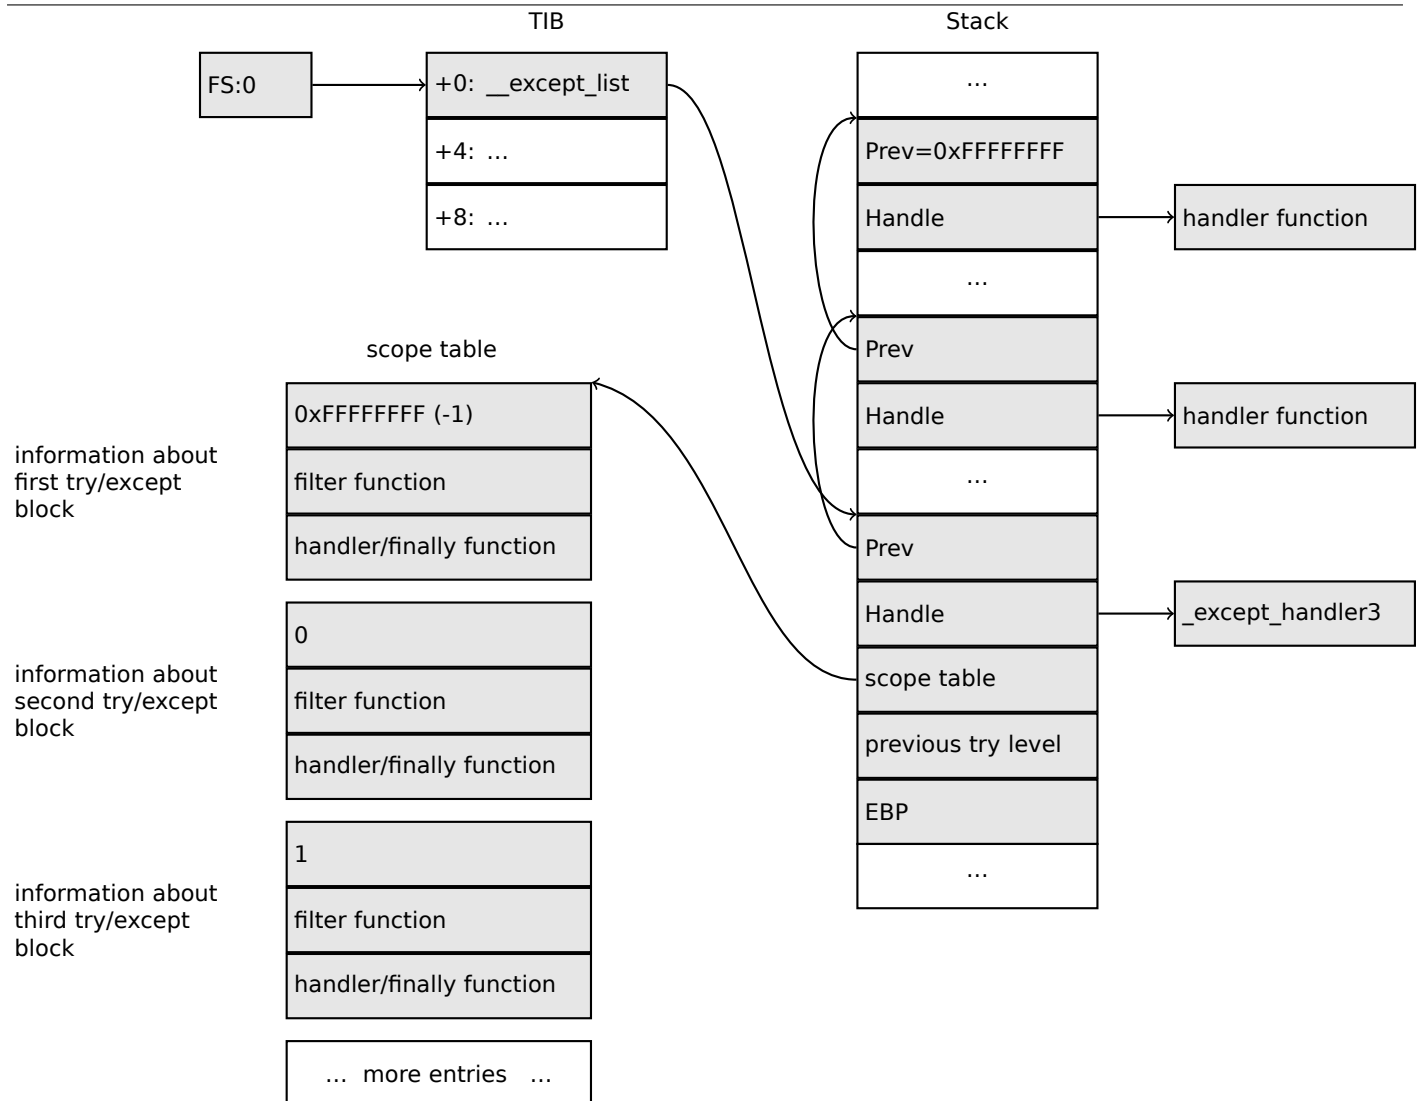 TIB
Stack
FS:0
+0: __except_list
+4: …
+8: …
…
Prev=0xFFFFFFFF
Handle
handler function
…
Prev
Handle
handler function
…
Prev
Handle
_except_handler3
scope table
previous try level
EBP
…
scope table
information about
first try/except
block
0xFFFFFFFF (-1)
filter function
handler/finally function
information about
second try/except
block
0
filter function
handler/finally function
information about
third try/except
block
1
filter function
handler/finally function
… more entries …